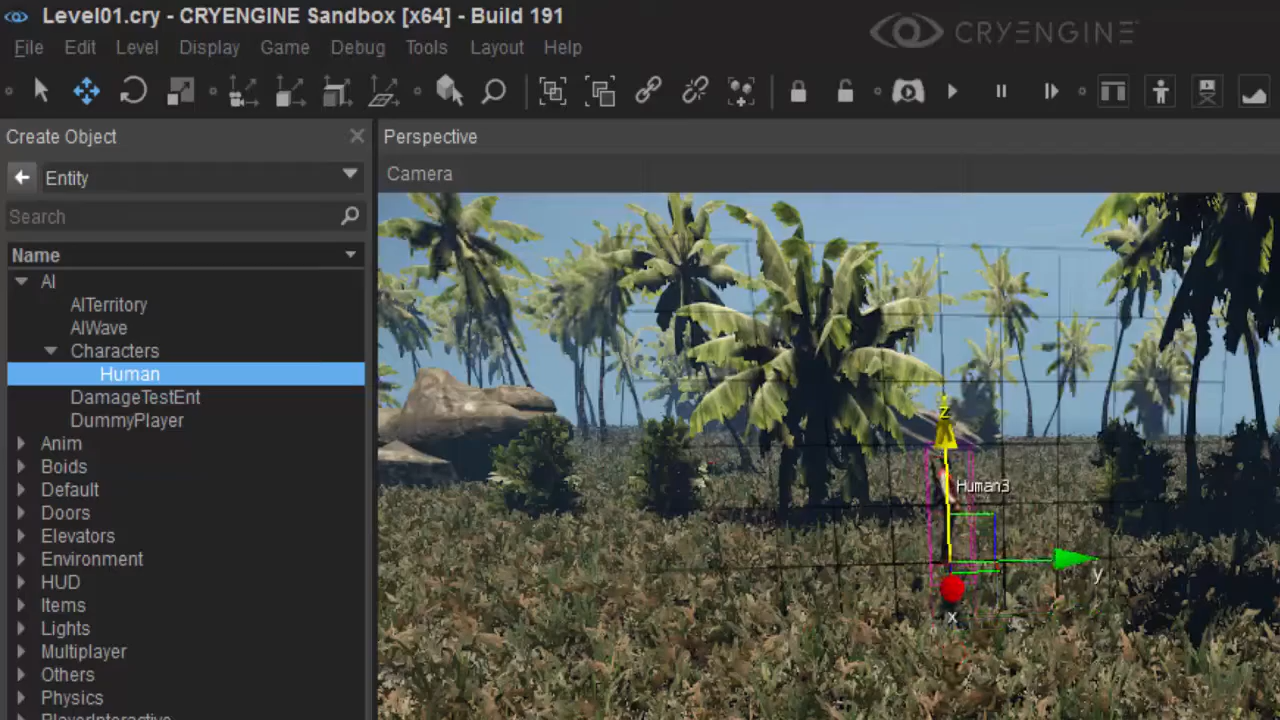 Level01.cry - CRYENGINE Sandbox [x64] - Build 191
CRYENGINE
File Edit Level Display Game Debug Tools Layout Help
Create Object
Perspective
Entity
Camera
Search
Name
AI
AITerritory
AIWave
Characters
Human
DamageTestEnt
DummyPlayer
Anim
Boids
Default
Doors
Elevators
Environment
HUD
Items
Lights
Multiplayer
Others
Physics
PlayerInteractive
z
Human3
y
x